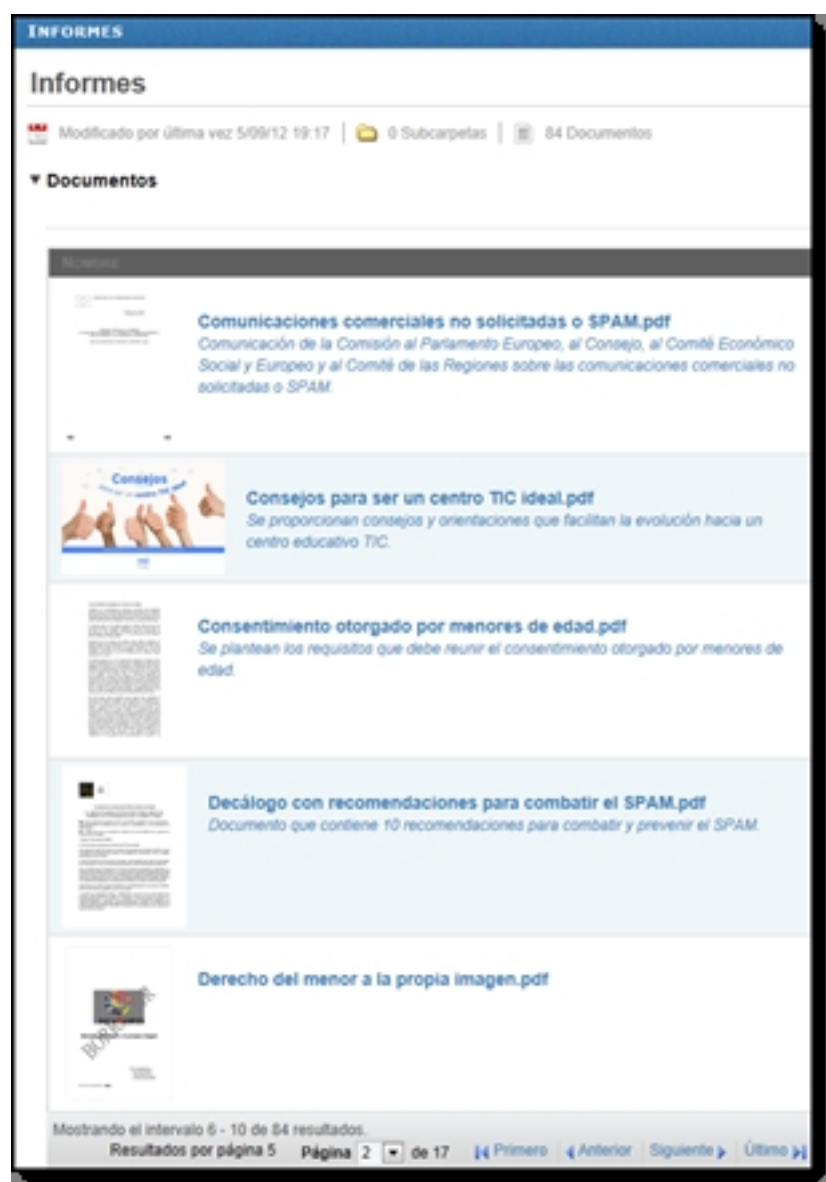 INFORMES
Informes
Modificado por última vez 5/09/12 19:17 | 0 Subcarpetas | 84 Documentos
Documentos
NOMBRE
Comunicaciones comerciales no solicitadas o SPAM.pdf
Comunicación de la Comisión al Parlamento Europeo, al Consejo, al Comité Económico
Social y Europeo y al Comité de las Regiones sobre las comunicaciones comerciales no
solicitadas o SPAM.
Consejos
Consejos para ser un centro TIC ideal.pdf
Se proporcionan consejos y orientaciones que facilitan la evolución hacia un
centro educativo TIC.
Consentimiento otorgado por menores de edad.pdf
Se plantean los requisitos que debe reunir el consentimiento otorgado por menores de
edad.
Decálogo con recomendaciones para combatir el SPAM.pdf
Documento que contiene 10 recomendaciones para combatir y prevenir el SPAM.
Derecho del menor a la propia imagen.pdf
Mostrando el intervalo 6 - 10 de 84 resultados.
Resultados por página 5 Página 2 de 17 Primero Anterior Siguiente Último